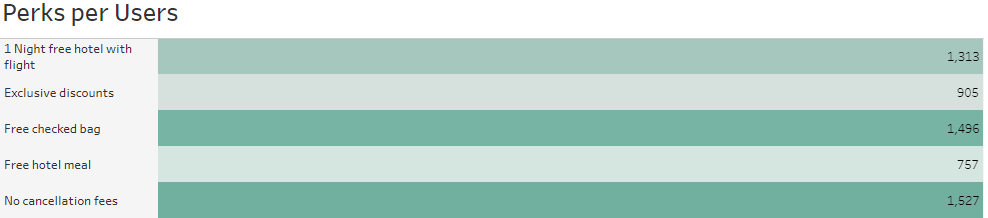 Perks per Users
1 Night free hotel with
flight
1,313
Exclusive discounts 905
Free checked bag 1,496
Free hotel meal 757
No cancellation fees 1,527